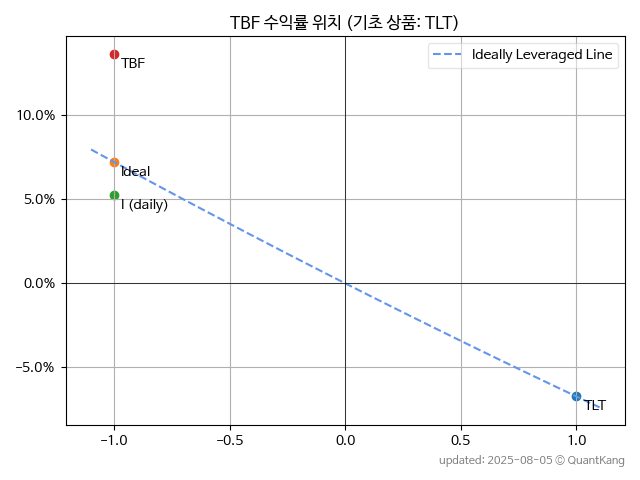 TBF 수익률 위치 (기초 상품: TLT)
Ideally Leveraged Line
TBF
10.0%
Ideal
5.0%
I (daily)
0.0%
−5.0%
TLT
−1.0 −0.5 0.0 0.5 1.0
updated: 2025-08-05 © QuantKang